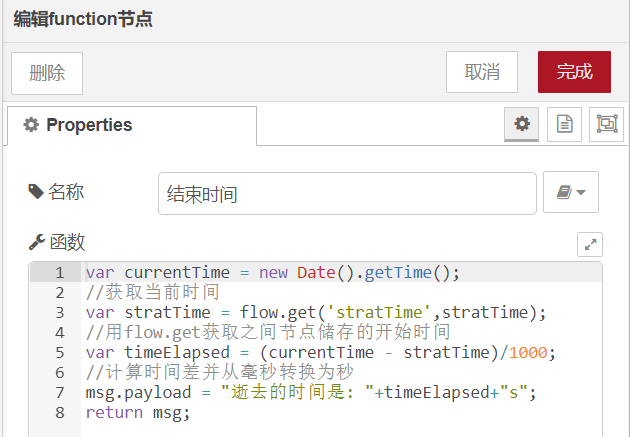 编辑function节点
删除
取消
完成
Properties
名称
结束时间
函数
1 var currentTime = new Date().getTime();
2 //获取当前时间
3 var stratTime = flow.get('stratTime',stratTime);
4 //用flow.get获取之间节点储存的开始时间
5 var timeElapsed = (currentTime - stratTime)/1000;
6 //计算时间差并从毫秒转换为秒
7 msg.payload = "逝去的时间是: "+timeElapsed+"s";
8 return msg;